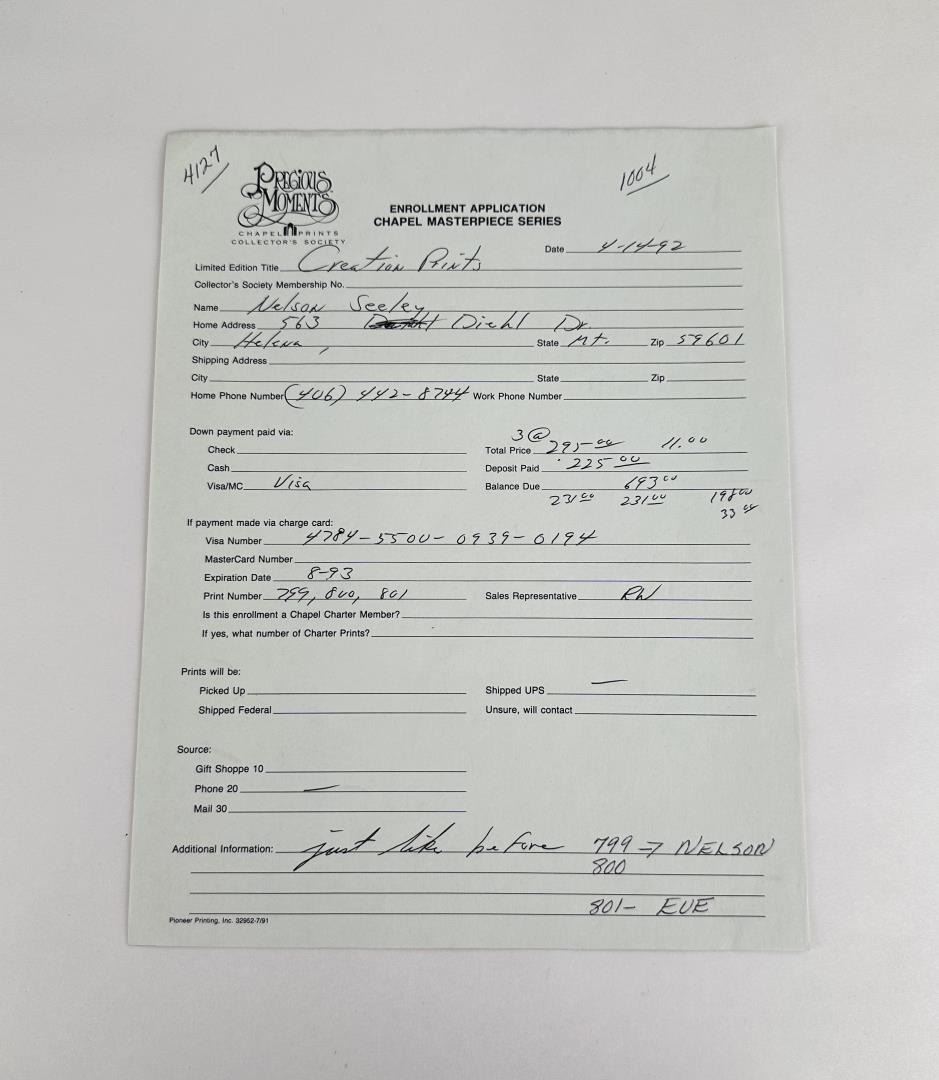 4127
1004
PRECIOUS
MOMENTS
CHAPEL PRINTS
COLLECTOR'S SOCIETY
ENROLLMENT APPLICATION
CHAPEL MASTERPIECE SERIES
Date 4-14-92
Limited Edition Title Creation Prints
Collector's Society Membership No.
Name Nelson Seeley
Home Address 563 Diehl Dr.
City Helena, State Mt. Zip 59601
Shipping Address
City State Zip
Home Phone Number (406) 442-8744 Work Phone Number
Down payment paid via: 3@
Check Total Price 295.00 11.00
Cash Deposit Paid 225 00
Visa/MC Visa Balance Due 693 00
231 00 231 00 198 00
33 00
If payment made via charge card:
Visa Number 4784-5500-0939-0194
MasterCard Number
Expiration Date 8-93
Print Number 799, 800, 801 Sales Representative RW
Is this enrollment a Chapel Charter Member?
If yes, what number of Charter Prints?
Prints will be:
Picked Up Shipped UPS
Shipped Federal Unsure, will contact
Source:
Gift Shoppe 10
Phone 20
Mail 30
Additional Information: just like before 799 → NELSON
800
801- EVE
Pioneer Printing, Inc. 32952-7/91